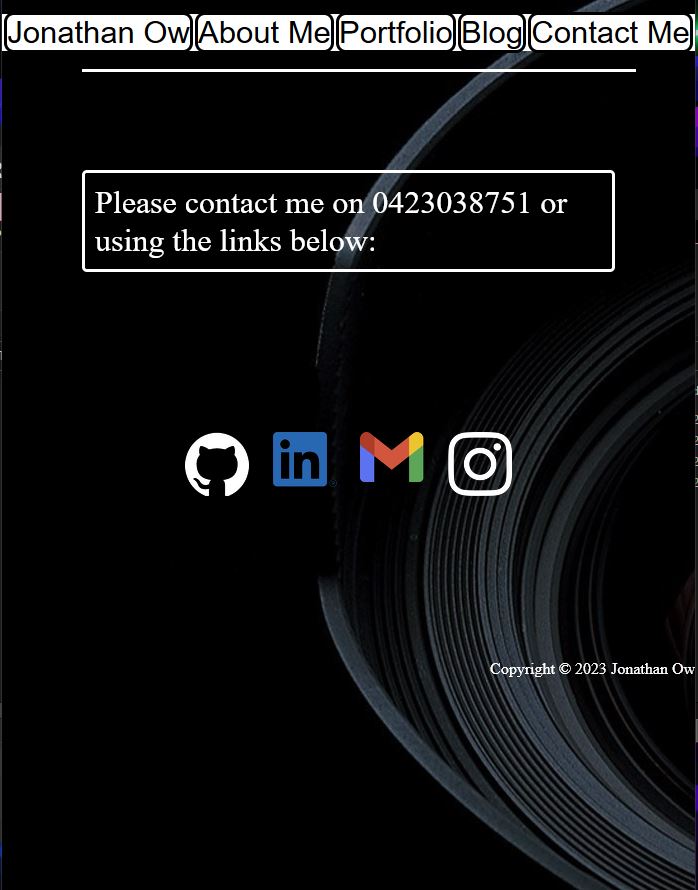 Jonathan Ow About Me Portfolio Blog Contact Me
Please contact me on 0423038751 or
using the links below:
in
Copyright © 2023 Jonathan Ow